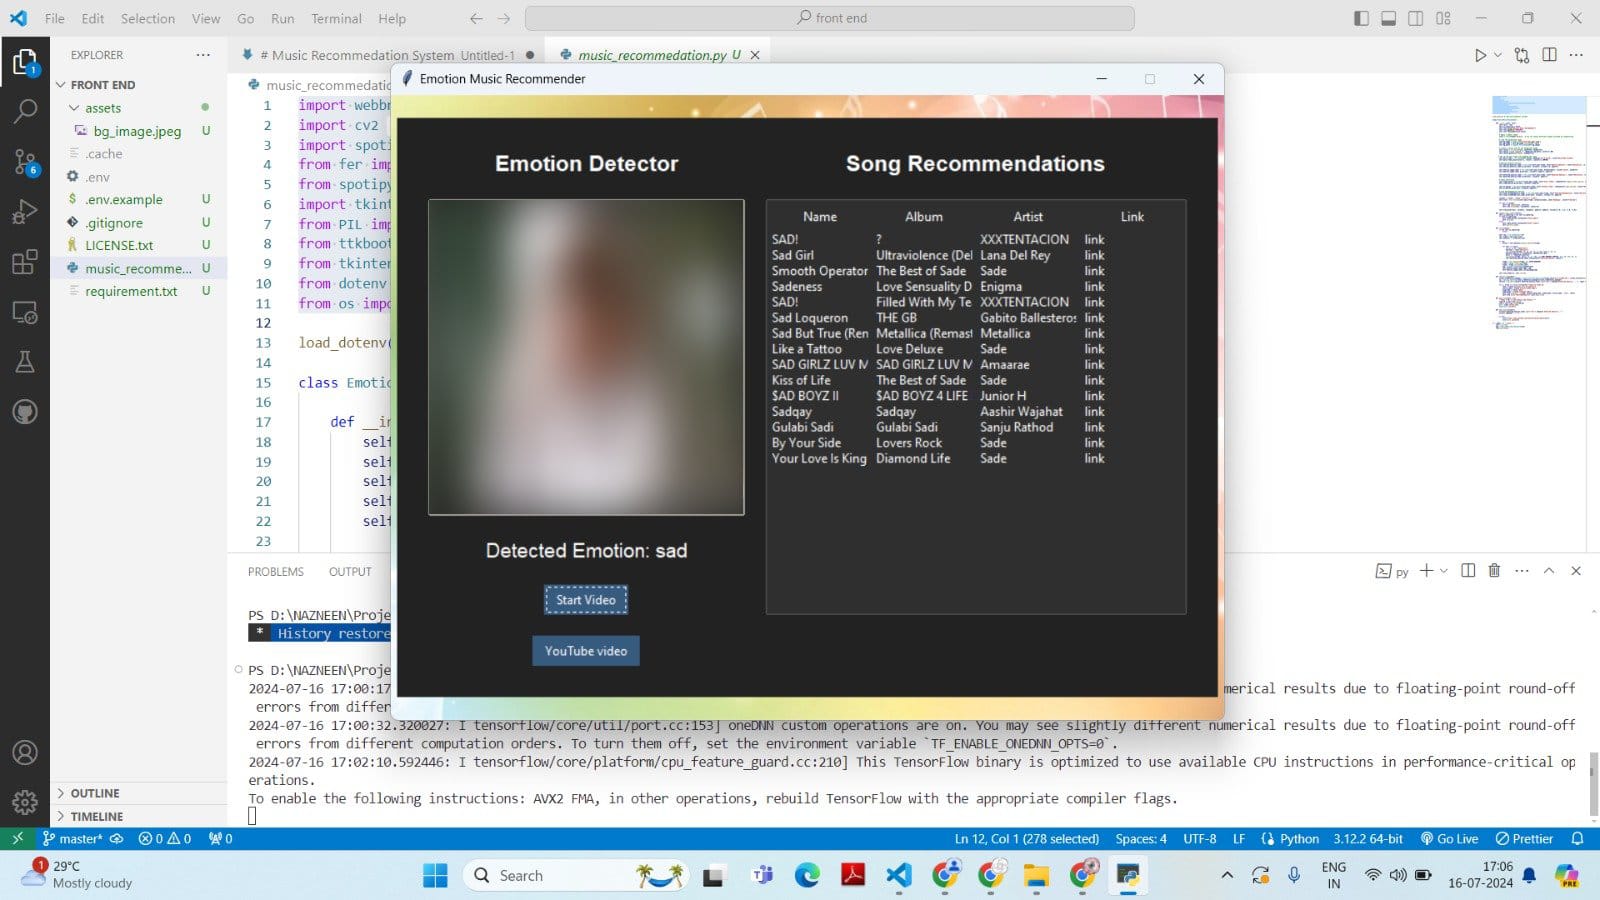 File Edit Selection View Go Run Terminal Help
front end
EXPLORER
# Music Recommedation System Untitled-1
music_recommedation.py U
FRONT END
assets
bg_image.jpeg U
.cache
.env
.env.example U
.gitignore U
LICENSE.txt U
music_recomme... U
requirement.txt U
OUTLINE
TIMELINE
music_recommedatio
1 import webbr
2 import cv2
3 import spoti
4 from fer imp
5 from spotipy
6 import tkint
7 from PIL imp
8 from ttkboot
9 from tkinter
10 from dotenv
11 from os impo
12
13 load_dotenv(
14
15 class Emotio
16
17 def __in
18 self
19 self
20 self
21 self
22 self
23
Emotion Music Recommender
Emotion Detector
Detected Emotion: sad
Start Video
YouTube video
Song Recommendations
Name Album Artist Link
SAD! ? XXXTENTACION link
Sad Girl Ultraviolence (Del Lana Del Rey link
Smooth Operator The Best of Sade Sade link
Sadeness Love Sensuality D Enigma link
SAD! Filled With My Te XXXTENTACION link
Sad Loqueron THE GB Gabito Ballesteros link
Sad But True (Ren Metallica (Remast Metallica link
Like a Tattoo Love Deluxe Sade link
SAD GIRLZ LUV M SAD GIRLZ LUV M Amaarae link
Kiss of Life The Best of Sade Sade link
$AD BOYZ II $AD BOYZ 4 LIFE Junior H link
Sadqay Sadqay Aashir Wajahat link
Gulabi Sadi Gulabi Sadi Sanju Rathod link
By Your Side Lovers Rock Sade link
Your Love Is King Diamond Life Sade link
PROBLEMS OUTPUT
py
PS D:\NAZNEEN\Proje
* History restore
PS D:\NAZNEEN\Proje
2024-07-16 17:00:17 merical results due to floating-point round-off
errors from differ
2024-07-16 17:00:32.320027: I tensorflow/core/util/port.cc:153] oneDNN custom operations are on. You may see slightly different numerical results due to floating-point round-off
errors from different computation orders. To turn them off, set the environment variable `TF_ENABLE_ONEDNN_OPTS=0`.
2024-07-16 17:02:10.592446: I tensorflow/core/platform/cpu_feature_guard.cc:210] This TensorFlow binary is optimized to use available CPU instructions in performance-critical op
erations.
To enable the following instructions: AVX2 FMA, in other operations, rebuild TensorFlow with the appropriate compiler flags.
master* 0 0 0
Ln 12, Col 1 (278 selected) Spaces: 4 UTF-8 LF Python 3.12.2 64-bit Go Live Prettier
1
6
1
29°C
Mostly cloudy
Search
ENG
IN
17:06
16-07-2024
PRE